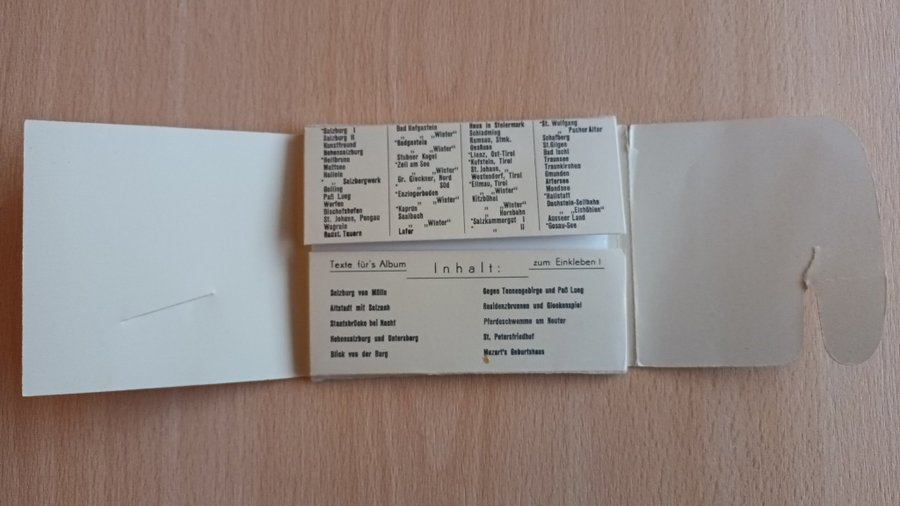 *Salzburg I
Salzburg II
Kunstfreund
Hohensalzburg
*Hellbrunn
Mattsee
Hallein
* „ Salzbergwerk
Golling
Paß Lueg
Werfen
Bischofshofen
St. Johann, Pongau
Wagrain
Radst. Tauern
Bad Hofgastein
„ „ „Winter“
*Badgastein
„ „Winter“
Stubner Kogel
*Zell am See
„ „Winter“
Gr. Glockner, Nord
* „ Süd
*Enzingerboden
„ „Winter“
*Kaprun
„ „Winter“
Saalbach
„ „Winter“
Lofer
Haus in Steiermark
Schladming
Ramsau, Stmk.
Gesäuse
*Lienz, Ost-Tirol
*Kufstein, Tirol
St. Johann, „
Westendorf, Tirol
*Ellmau, Tirol
„ „Winter“
Kitzbühel
„ „Winter“
„ Hornbahn
*Salzkammergut I
* „ II
*St. Wolfgang
„ Pacher Altar
Schafberg
St.Gilgen
Bad Ischl
Traunsee
Traunkirchen
Gmunden
Attersee
Mondsee
*Hallstatt
Dachstein-Seilbahn
„ „Eishöhlen“
Ausseer Land
*Gosau-See
Texte für's Album
Inhalt:
zum Einkleben!
Salzburg von Mülln
Altstadt mit Salzach
Staatsbrücke bei Nacht
Hohensalzburg und Untersberg
Blick von der Burg
Gegen Tennengebirge und Paß Lueg
Residenzbrunnen und Glockenspiel
Pferdeschwemme am Neutor
St. Petersfriedhof
Mozart's Geburtshaus